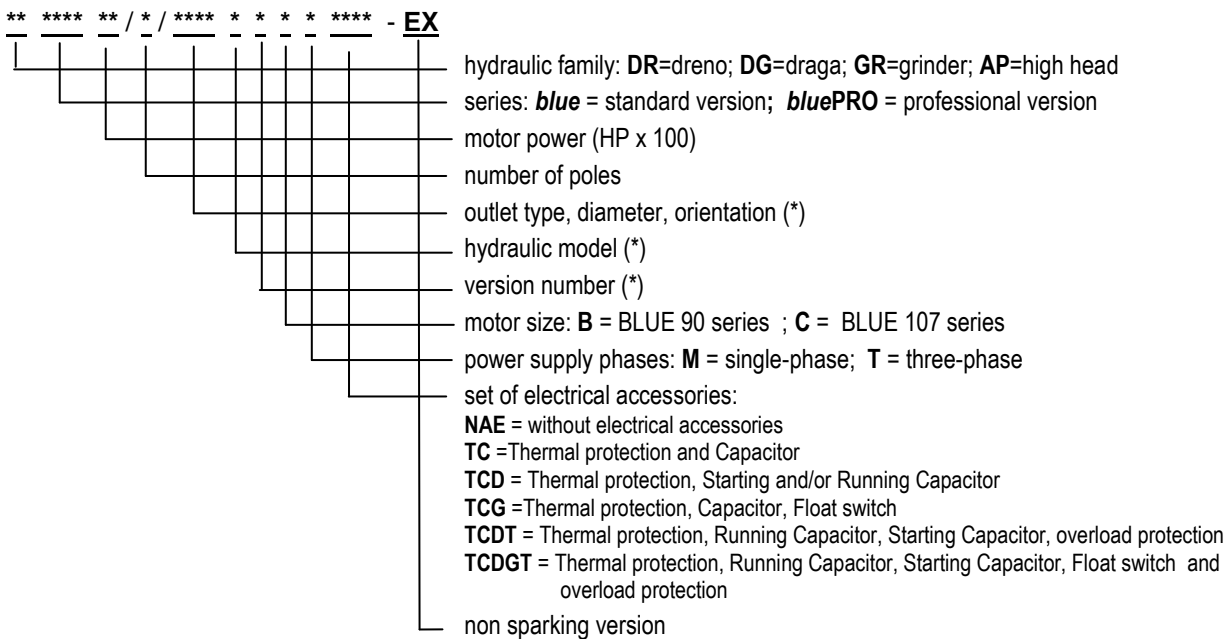 ** **** ** / * / **** * * * * **** - EX
hydraulic family: DR=dreno; DG=draga; GR=grinder; AP=high head
series: blue = standard version; bluePRO = professional version
motor power (HP x 100)
number of poles
outlet type, diameter, orientation (*)
hydraulic model (*)
version number (*)
motor size: B = BLUE 90 series ; C = BLUE 107 series
power supply phases: M = single-phase; T = three-phase
set of electrical accessories:
NAE = without electrical accessories
TC =Thermal protection and Capacitor
TCD = Thermal protection, Starting and/or Running Capacitor
TCG =Thermal protection, Capacitor, Float switch
TCDT = Thermal protection, Running Capacitor, Starting Capacitor, overload protection
TCDGT = Thermal protection, Running Capacitor, Starting Capacitor, Float switch and
overload protection
non sparking version